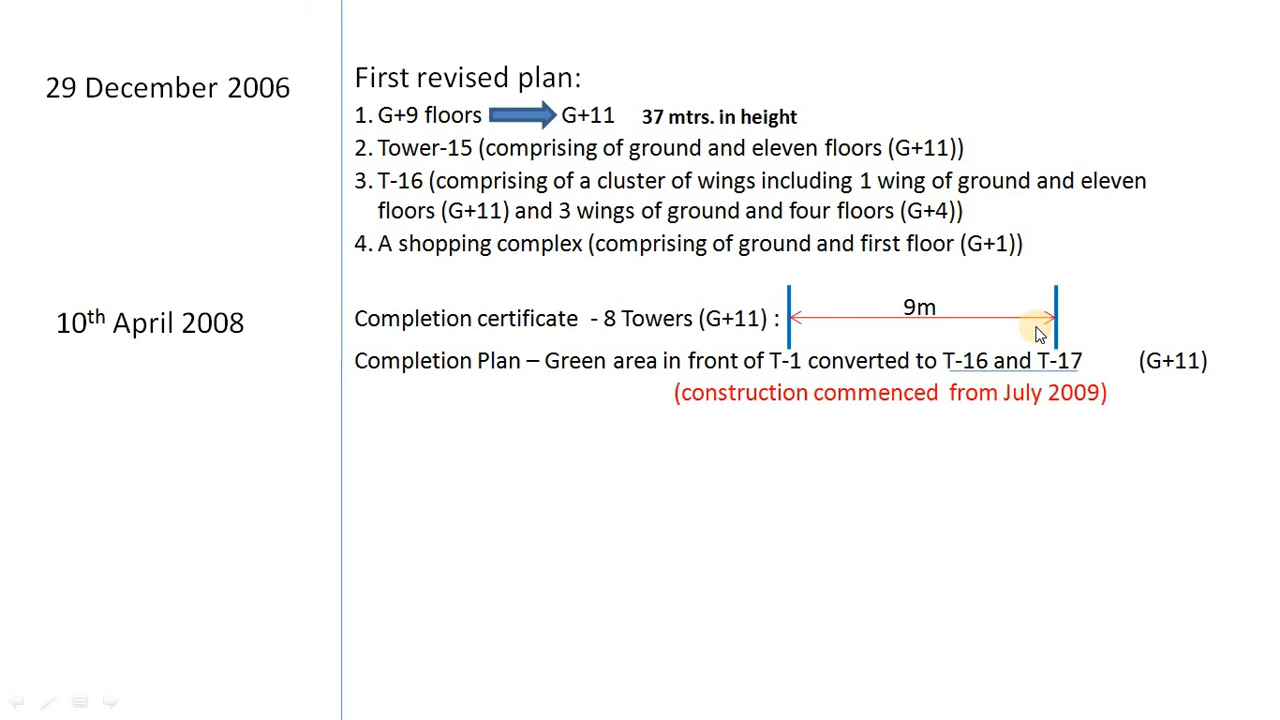 29 December 2006
First revised plan:
1. G+9 floors G+11 37 mtrs. in height
2. Tower-15 (comprising of ground and eleven floors (G+11))
3. T-16 (comprising of a cluster of wings including 1 wing of ground and eleven
floors (G+11) and 3 wings of ground and four floors (G+4))
4. A shopping complex (comprising of ground and first floor (G+1))
10th April 2008
Completion certificate - 8 Towers (G+11) : 9m
Completion Plan – Green area in front of T-1 converted to T-16 and T-17 (G+11)
(construction commenced from July 2009)